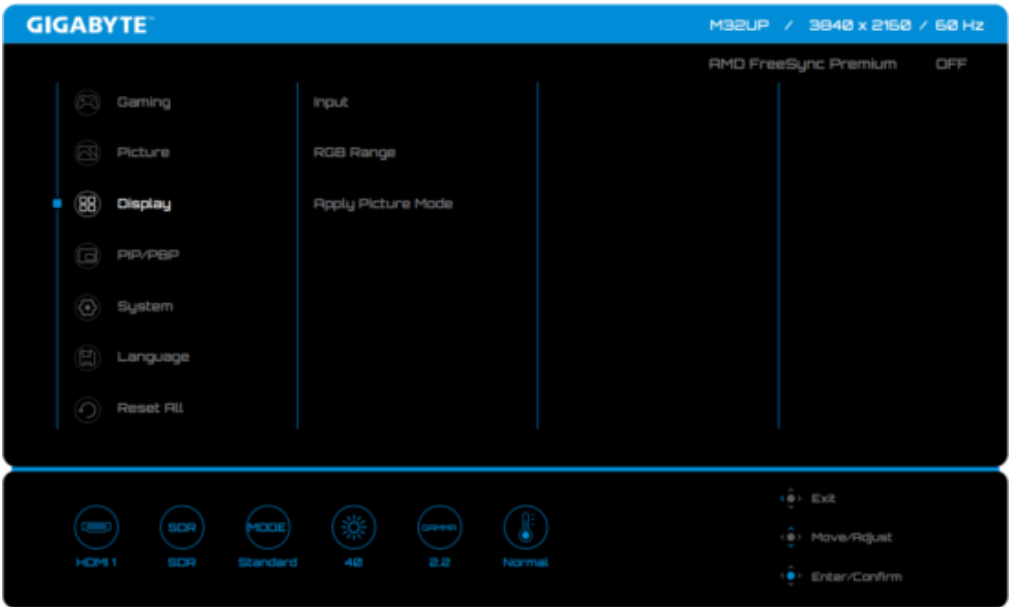 GIGABYTE™
M32UP / 3840 x 2160 / 60 Hz
AMD FreeSync Premium OFF
Gaming Input
Picture RGB Range
Display Apply Picture Mode
PIP/PBP
System
Language
Reset All
SDR MODE GAMMA
HDMI 1 SDR Standard 40 2.2 Normal
Exit
Move/Adjust
Enter/Confirm